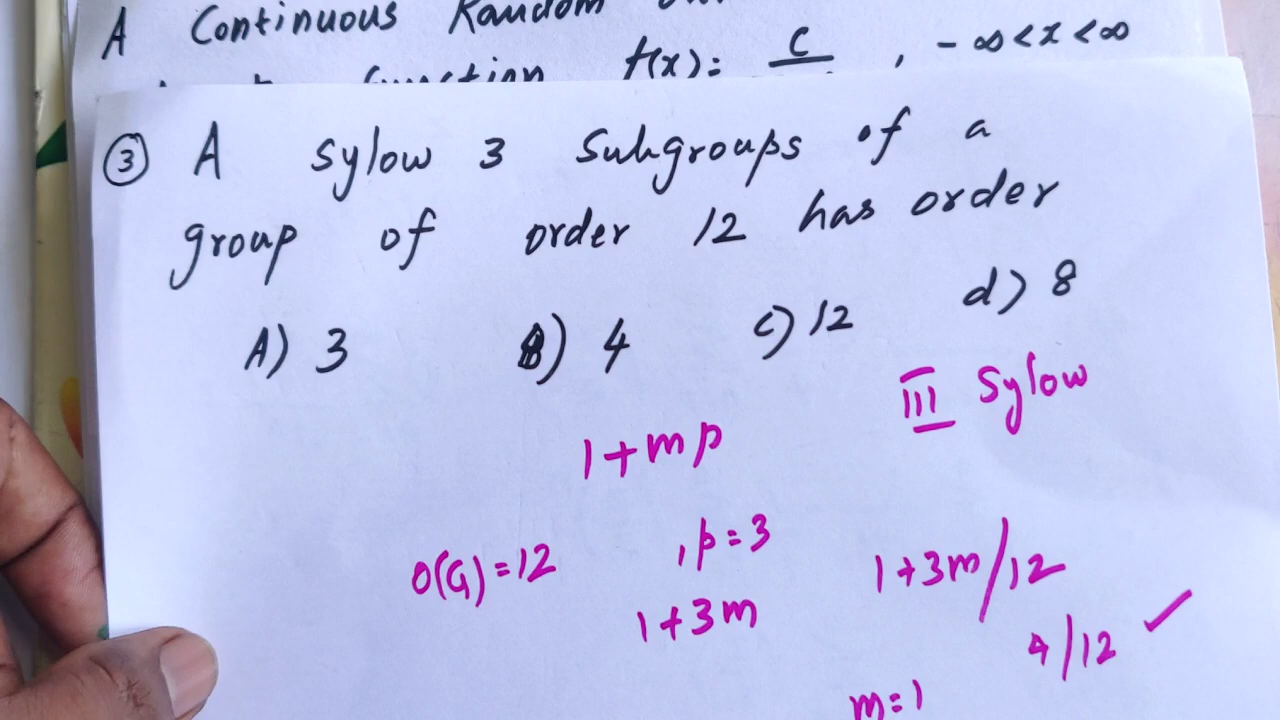 A Continuous Random
function f(x): c , - ∞ < x < ∞
③ A sylow 3 Subgroups of a
group of order 12 has order
A) 3 B) 4 c) 12 d) 8
III Sylow
1+mp
O(G)=12 , p=3 1+3m/12
1+3m 4/12 ✓
m=1